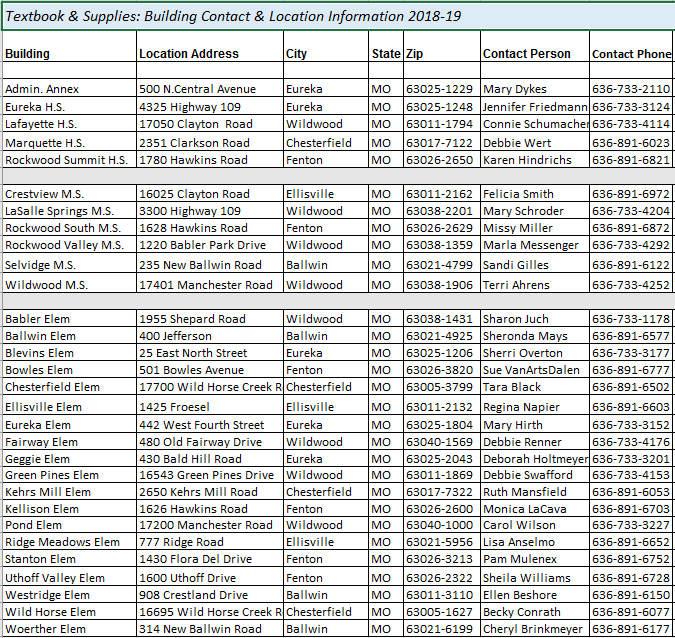 Textbook & Supplies: Building Contact & Location Information 2018-19
Building Location Address City State Zip Contact Person Contact Phone
Admin. Annex 500 N.Central Avenue Eureka MO 63025-1229 Mary Dykes 636-733-2110
Eureka H.S. 4325 Highway 109 Eureka MO 63025-1248 Jennifer Friedmann 636-733-3124
Lafayette H.S. 17050 Clayton Road Wildwood MO 63011-1794 Connie Schumacher 636-733-4114
Marquette H.S. 2351 Clarkson Road Chesterfield MO 63017-7122 Debbie Wert 636-891-6023
Rockwood Summit H.S. 1780 Hawkins Road Fenton MO 63026-2650 Karen Hindrichs 636-891-6821
Crestview M.S. 16025 Clayton Road Ellisville MO 63011-2162 Felicia Smith 636-891-6972
LaSalle Springs M.S. 3300 Highway 109 Wildwood MO 63038-2201 Mary Schroder 636-733-4204
Rockwood South M.S. 1628 Hawkins Road Fenton MO 63026-2629 Missy Miller 636-891-6872
Rockwood Valley M.S. 1220 Babler Park Drive Wildwood MO 63038-1359 Marla Messenger 636-733-4292
Selvidge M.S. 235 New Ballwin Road Ballwin MO 63021-4799 Sandi Gilles 636-891-6122
Wildwood M.S. 17401 Manchester Road Wildwood MO 63038-1906 Terri Ahrens 636-733-4252
Babler Elem 1955 Shepard Road Wildwood MO 63038-1431 Sharon Juch 636-733-1178
Ballwin Elem 400 Jefferson Ballwin MO 63021-4925 Sheronda Mays 636-891-6577
Blevins Elem 25 East North Street Eureka MO 63025-1206 Sherri Overton 636-733-3177
Bowles Elem 501 Bowles Avenue Fenton MO 63026-3820 Sue VanArtsDalen 636-891-6777
Chesterfield Elem 17700 Wild Horse Creek R Chesterfield MO 63005-3799 Tara Black 636-891-6502
Ellisville Elem 1425 Froesel Ellisville MO 63011-2132 Regina Napier 636-891-6603
Eureka Elem 442 West Fourth Street Eureka MO 63025-1804 Mary Hirth 636-733-3152
Fairway Elem 480 Old Fairway Drive Wildwood MO 63040-1569 Debbie Renner 636-733-4176
Geggie Elem 430 Bald Hill Road Eureka MO 63025-2043 Deborah Holtmeyer 636-733-3201
Green Pines Elem 16543 Green Pines Drive Wildwood MO 63011-1869 Debbie Swafford 636-733-4153
Kehrs Mill Elem 2650 Kehrs Mill Road Chesterfield MO 63017-7322 Ruth Mansfield 636-891-6053
Kellison Elem 1626 Hawkins Road Fenton MO 63026-2600 Monica LaCava 636-891-6703
Pond Elem 17200 Manchester Road Wildwood MO 63040-1000 Carol Wilson 636-733-3227
Ridge Meadows Elem 777 Ridge Road Ellisville MO 63021-5956 Lisa Anselmo 636-891-6652
Stanton Elem 1430 Flora Del Drive Fenton MO 63026-3213 Pam Mulenex 636-891-6752
Uthoff Valley Elem 1600 Uthoff Drive Fenton MO 63026-2322 Sheila Williams 636-891-6728
Westridge Elem 908 Crestland Drive Ballwin MO 63011-3110 Ellen Beshore 636-891-6150
Wild Horse Elem 16695 Wild Horse Creek R Chesterfield MO 63005-1627 Becky Conrath 636-891-6077
Woerther Elem 314 New Ballwin Road Ballwin MO 63021-6199 Cheryl Brinkmeyer 636-891-6177